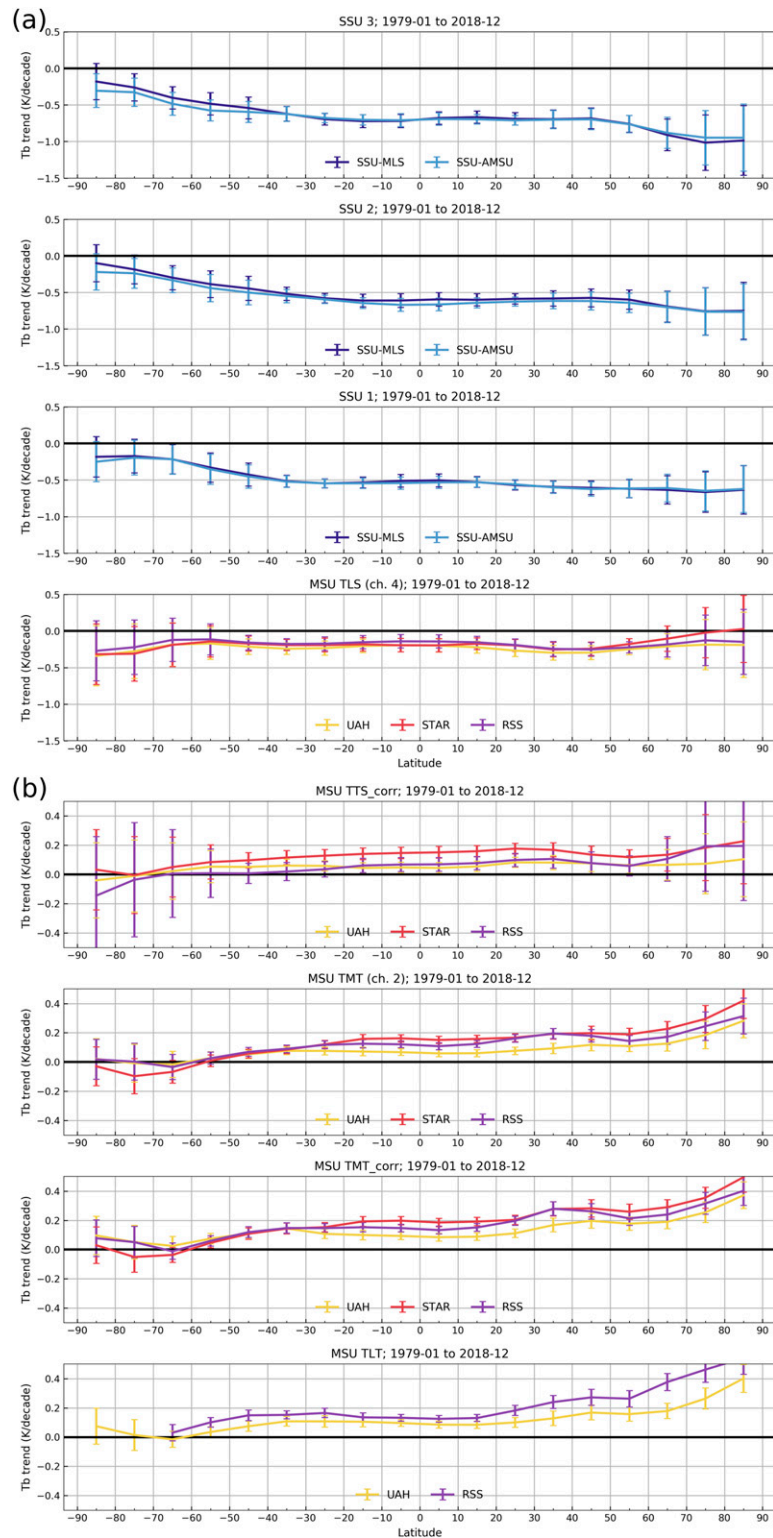 (a)
SSU 3; 1979-01 to 2018-12
Tb trend (K/decade)
0.0
−0.5
−1.0
−1.5
SSU-MLS SSU-AMSU
−90 −80 −70 −60 −50 −40 −30 −20 −10 0 10 20 30 40 50 60 70 80 90
SSU 2; 1979-01 to 2018-12
Tb trend (K/decade)
0.5
0.0
−0.5
−1.0
−1.5
SSU-MLS SSU-AMSU
−90 −80 −70 −60 −50 −40 −30 −20 −10 0 10 20 30 40 50 60 70 80 90
SSU 1; 1979-01 to 2018-12
Tb trend (K/decade)
0.5
0.0
−0.5
−1.0
−1.5
SSU-MLS SSU-AMSU
−90 −80 −70 −60 −50 −40 −30 −20 −10 0 10 20 30 40 50 60 70 80 90
MSU TLS (ch. 4); 1979-01 to 2018-12
Tb trend (K/decade)
0.5
0.0
−0.5
−1.0
−1.5
UAH STAR RSS
−90 −80 −70 −60 −50 −40 −30 −20 −10 0 10 20 30 40 50 60 70 80 90
Latitude
(b)
MSU TTS_corr; 1979-01 to 2018-12
Tb trend (K/decade)
0.4
0.2
0.0
−0.2
−0.4
UAH STAR RSS
−90 −80 −70 −60 −50 −40 −30 −20 −10 0 10 20 30 40 50 60 70 80 90
MSU TMT (ch. 2); 1979-01 to 2018-12
Tb trend (K/decade)
0.4
0.2
0.0
−0.2
−0.4
UAH STAR RSS
−90 −80 −70 −60 −50 −40 −30 −20 −10 0 10 20 30 40 50 60 70 80 90
MSU TMT_corr; 1979-01 to 2018-12
Tb trend (K/decade)
0.4
0.2
0.0
−0.2
−0.4
UAH STAR RSS
−90 −80 −70 −60 −50 −40 −30 −20 −10 0 10 20 30 40 50 60 70 80 90
MSU TLT; 1979-01 to 2018-12
Tb trend (K/decade)
0.4
0.2
0.0
−0.2
−0.4
UAH RSS
−90 −80 −70 −60 −50 −40 −30 −20 −10 0 10 20 30 40 50 60 70 80 90
Latitude